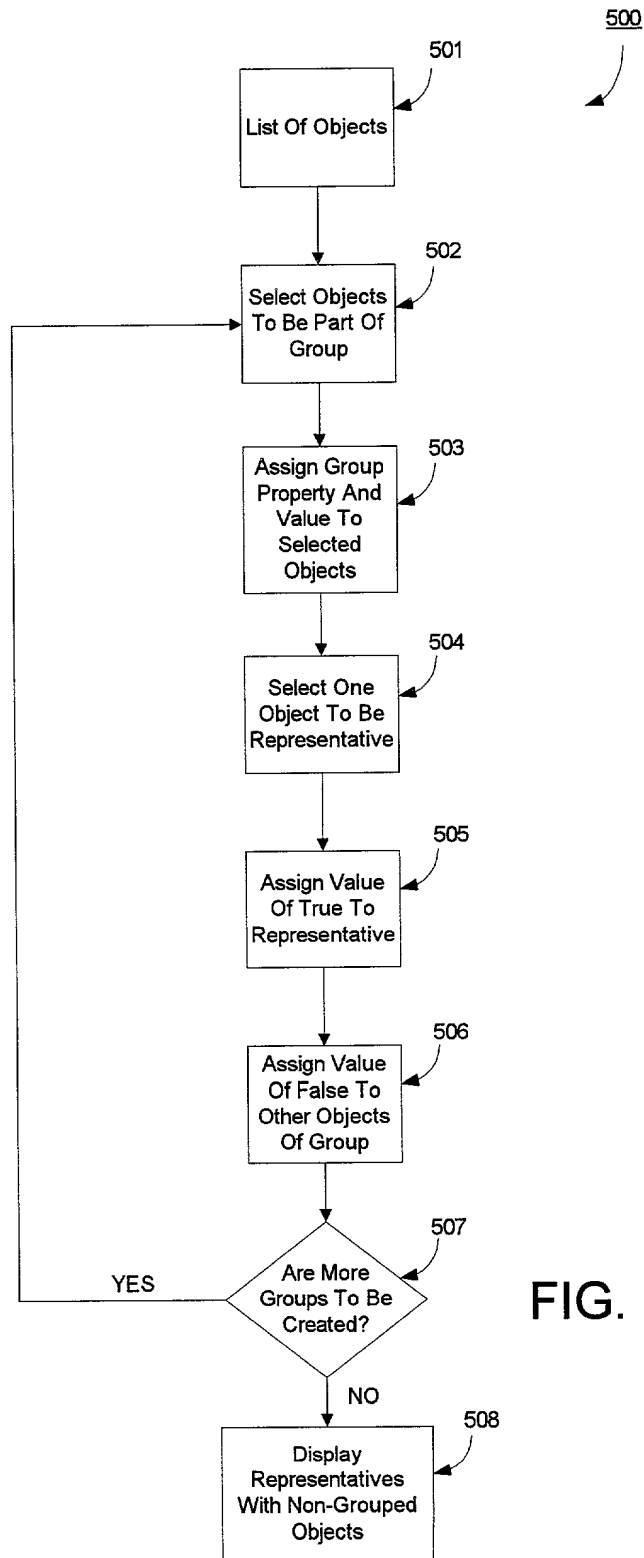 500
501
List Of Objects
502
Select Objects
To Be Part Of
Group
503
Assign Group
Property And
Value To
Selected
Objects
504
Select One
Object To Be
Representative
505
Assign Value
Of True To
Representative
506
Assign Value
Of False To
Other Objects
Of Group
507
Are More
Groups To Be
Created?
YES
FIG.
NO
508
Display
Representatives
With Non-Grouped
Objects